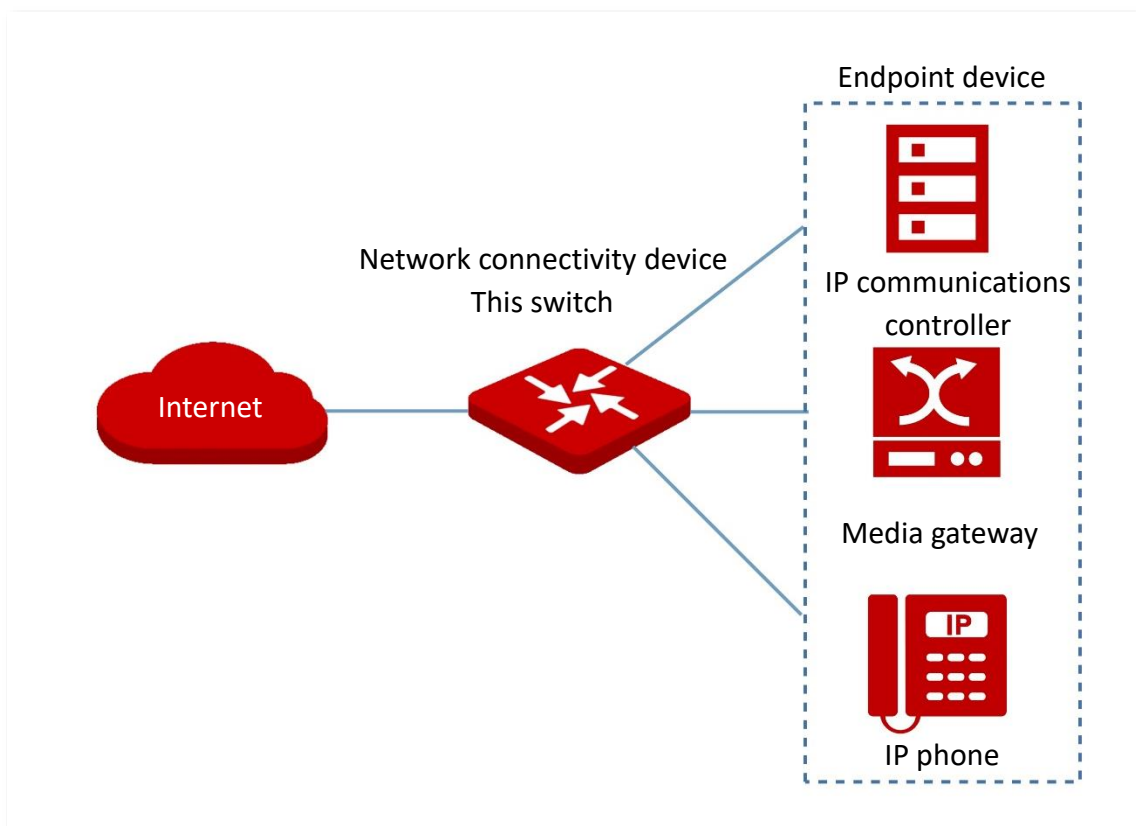 Endpoint device
Network connectivity device
This switch
Internet
IP communications
controller
Media gateway
IP
IP phone